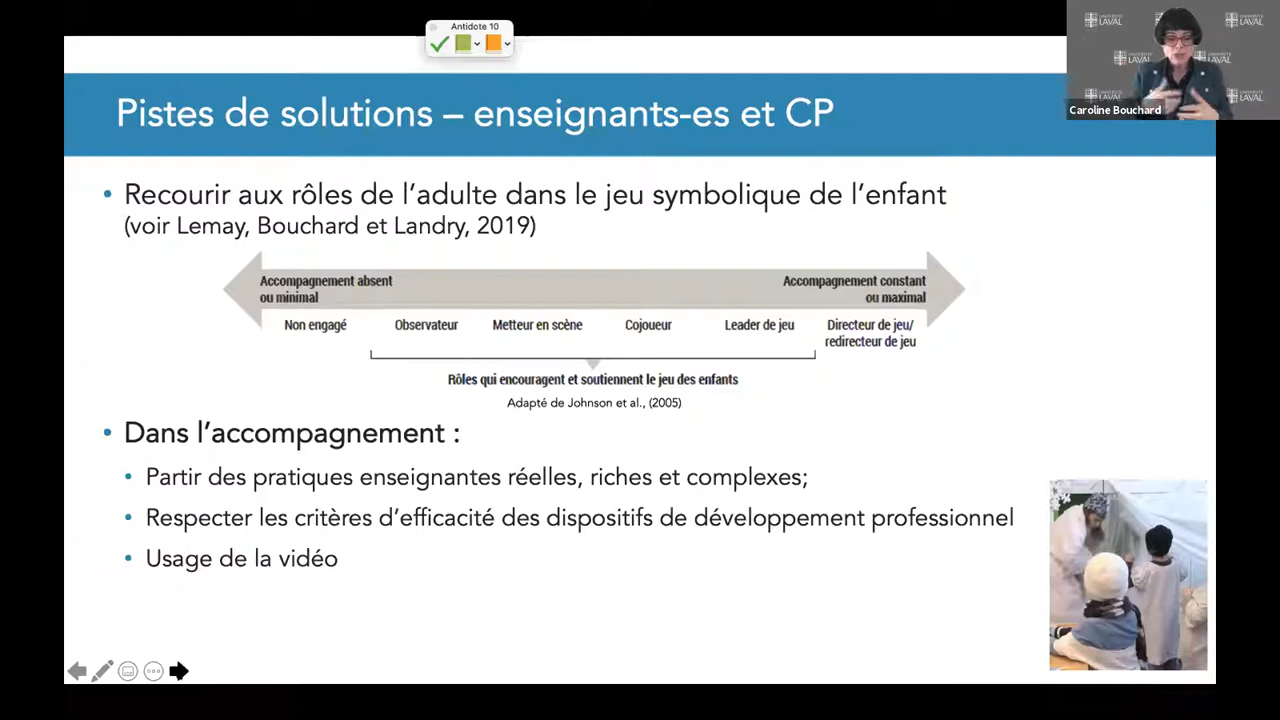 Antidote 10
UNIVERSITÉ
LAVAL
Caroline Bouchard
Pistes de solutions – enseignants-es et CP
• Recourir aux rôles de l'adulte dans le jeu symbolique de l'enfant
(voir Lemay, Bouchard et Landry, 2019)
Accompagnement absent
ou minimal
Accompagnement constant
ou maximal
Non engagé
Observateur
Metteur en scène
Cojoueur
Leader de jeu
Directeur de jeu/
redirecteur de jeu
Rôles qui encouragent et soutiennent le jeu des enfants
Adapté de Johnson et al., (2005)
• Dans l'accompagnement :
• Partir des pratiques enseignantes réelles, riches et complexes;
• Respecter les critères d'efficacité des dispositifs de développement professionnel
• Usage de la vidéo